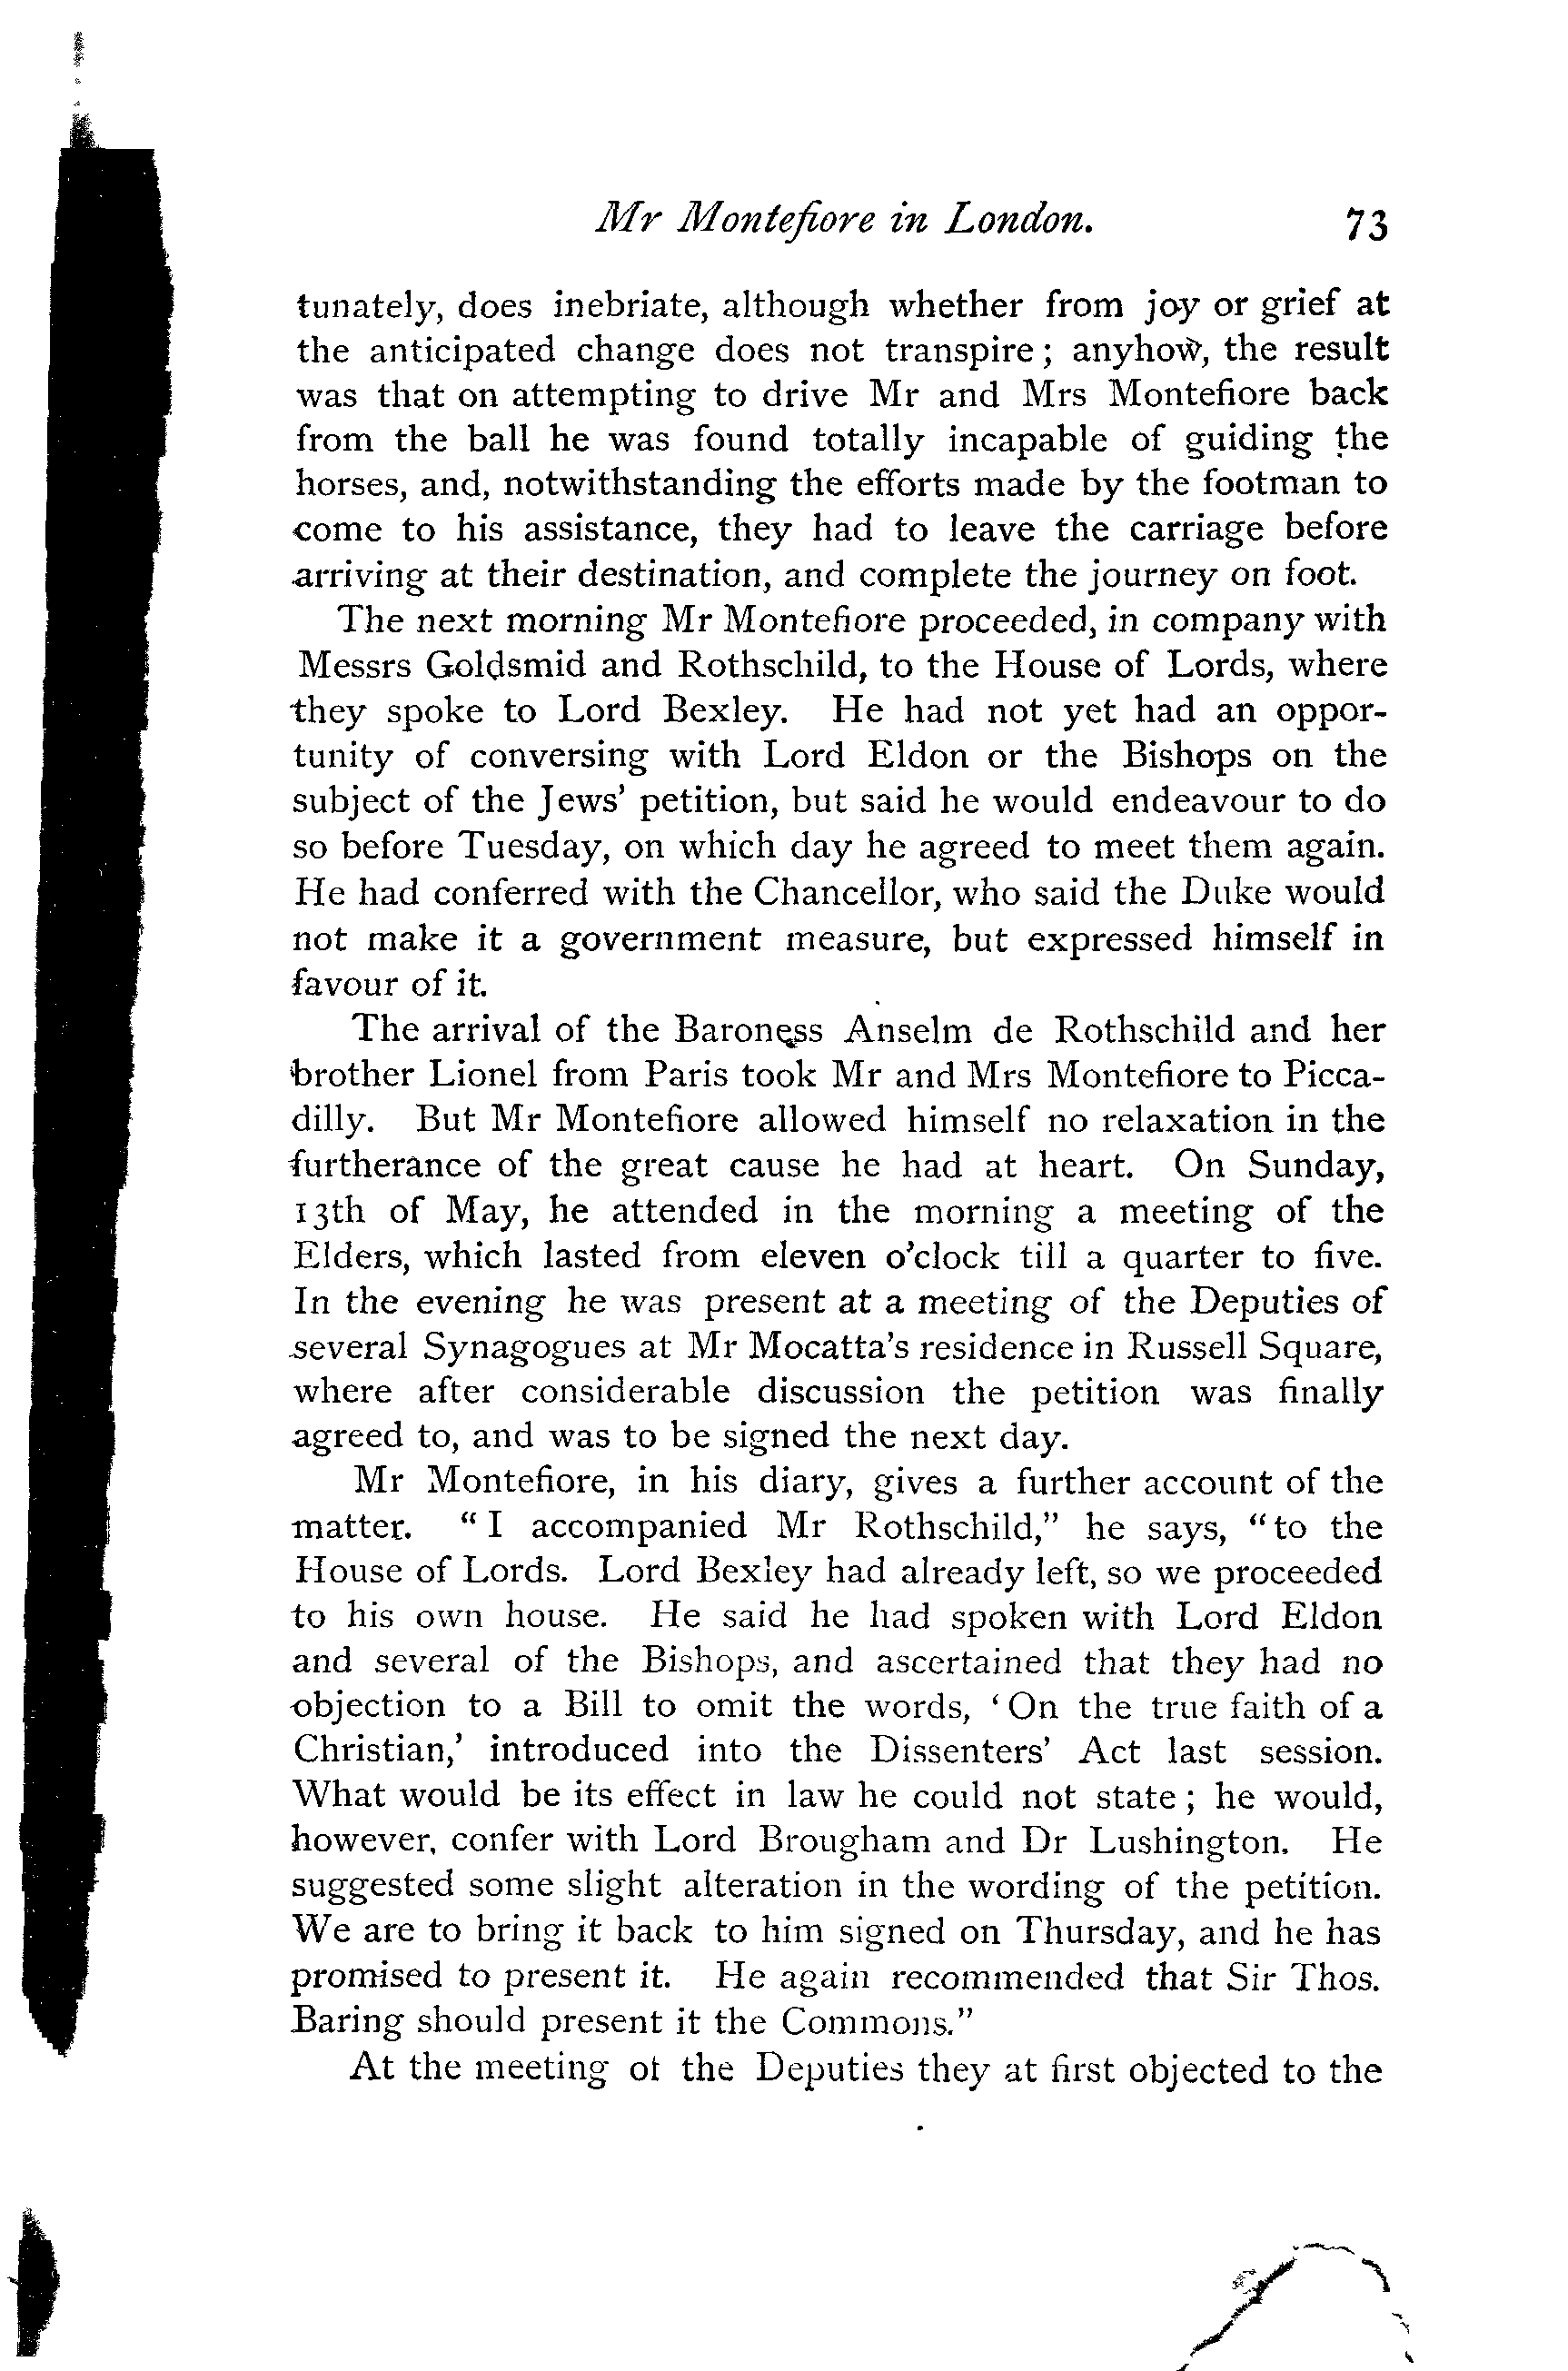 Mr Montefiore in London. 73
tunately, does inebriate, although whether from joy or grief at
the anticipated change does not transpire; anyhow, the result
was that on attempting to drive Mr and Mrs Montefiore back
from the ball he was found totally incapable of guiding the
horses, and, notwithstanding the efforts made by the footman to
come to his assistance, they had to leave the carriage before
arriving at their destination, and complete the journey on foot.
The next morning Mr Montefiore proceeded, in company with
Messrs Goldsmid and Rothschild, to the House of Lords, where
they spoke to Lord Bexley. He had not yet had an oppor-
tunity of conversing with Lord Eldon or the Bishops on the
subject of the Jews' petition, but said he would endeavour to do
so before Tuesday, on which day he agreed to meet them again.
He had conferred with the Chancellor, who said the Duke would
not make it a government measure, but expressed himself in
favour of it.
The arrival of the Baroness Anselm de Rothschild and her
brother Lionel from Paris took Mr and Mrs Montefiore to Picca-
dilly. But Mr Montefiore allowed himself no relaxation in the
furtherance of the great cause he had at heart. On Sunday,
13th of May, he attended in the morning a meeting of the
Elders, which lasted from eleven o'clock till a quarter to five.
In the evening he was present at a meeting of the Deputies of
several Synagogues at Mr Mocatta's residence in Russell Square,
where after considerable discussion the petition was finally
agreed to, and was to be signed the next day.
Mr Montefiore, in his diary, gives a further account of the
matter. "I accompanied Mr Rothschild," he says, "to the
House of Lords. Lord Bexley had already left, so we proceeded
to his own house. He said he had spoken with Lord Eldon
and several of the Bishops, and ascertained that they had no
objection to a Bill to omit the words, 'On the true faith of a
Christian,' introduced into the Dissenters' Act last session.
What would be its effect in law he could not state; he would,
however, confer with Lord Brougham and Dr Lushington. He
suggested some slight alteration in the wording of the petition.
We are to bring it back to him signed on Thursday, and he has
promised to present it. He again recommended that Sir Thos.
Baring should present it the Commons."
At the meeting of the Deputies they at first objected to the